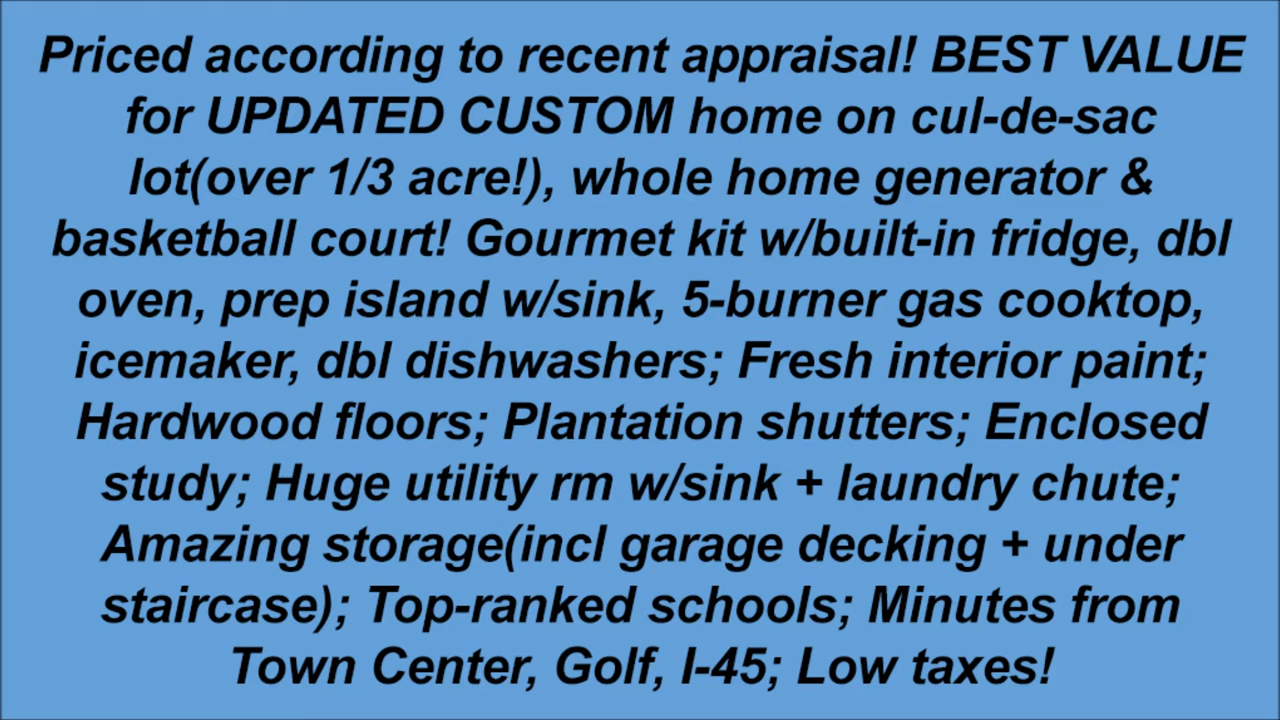 Priced according to recent appraisal! BEST VALUE
for UPDATED CUSTOM home on cul-de-sac
lot(over 1/3 acre!), whole home generator &
basketball court! Gourmet kit w/built-in fridge, dbl
oven, prep island w/sink, 5-burner gas cooktop,
icemaker, dbl dishwashers; Fresh interior paint;
Hardwood floors; Plantation shutters; Enclosed
study; Huge utility rm w/sink + laundry chute;
Amazing storage(incl garage decking + under
staircase); Top-ranked schools; Minutes from
Town Center, Golf, I-45; Low taxes!